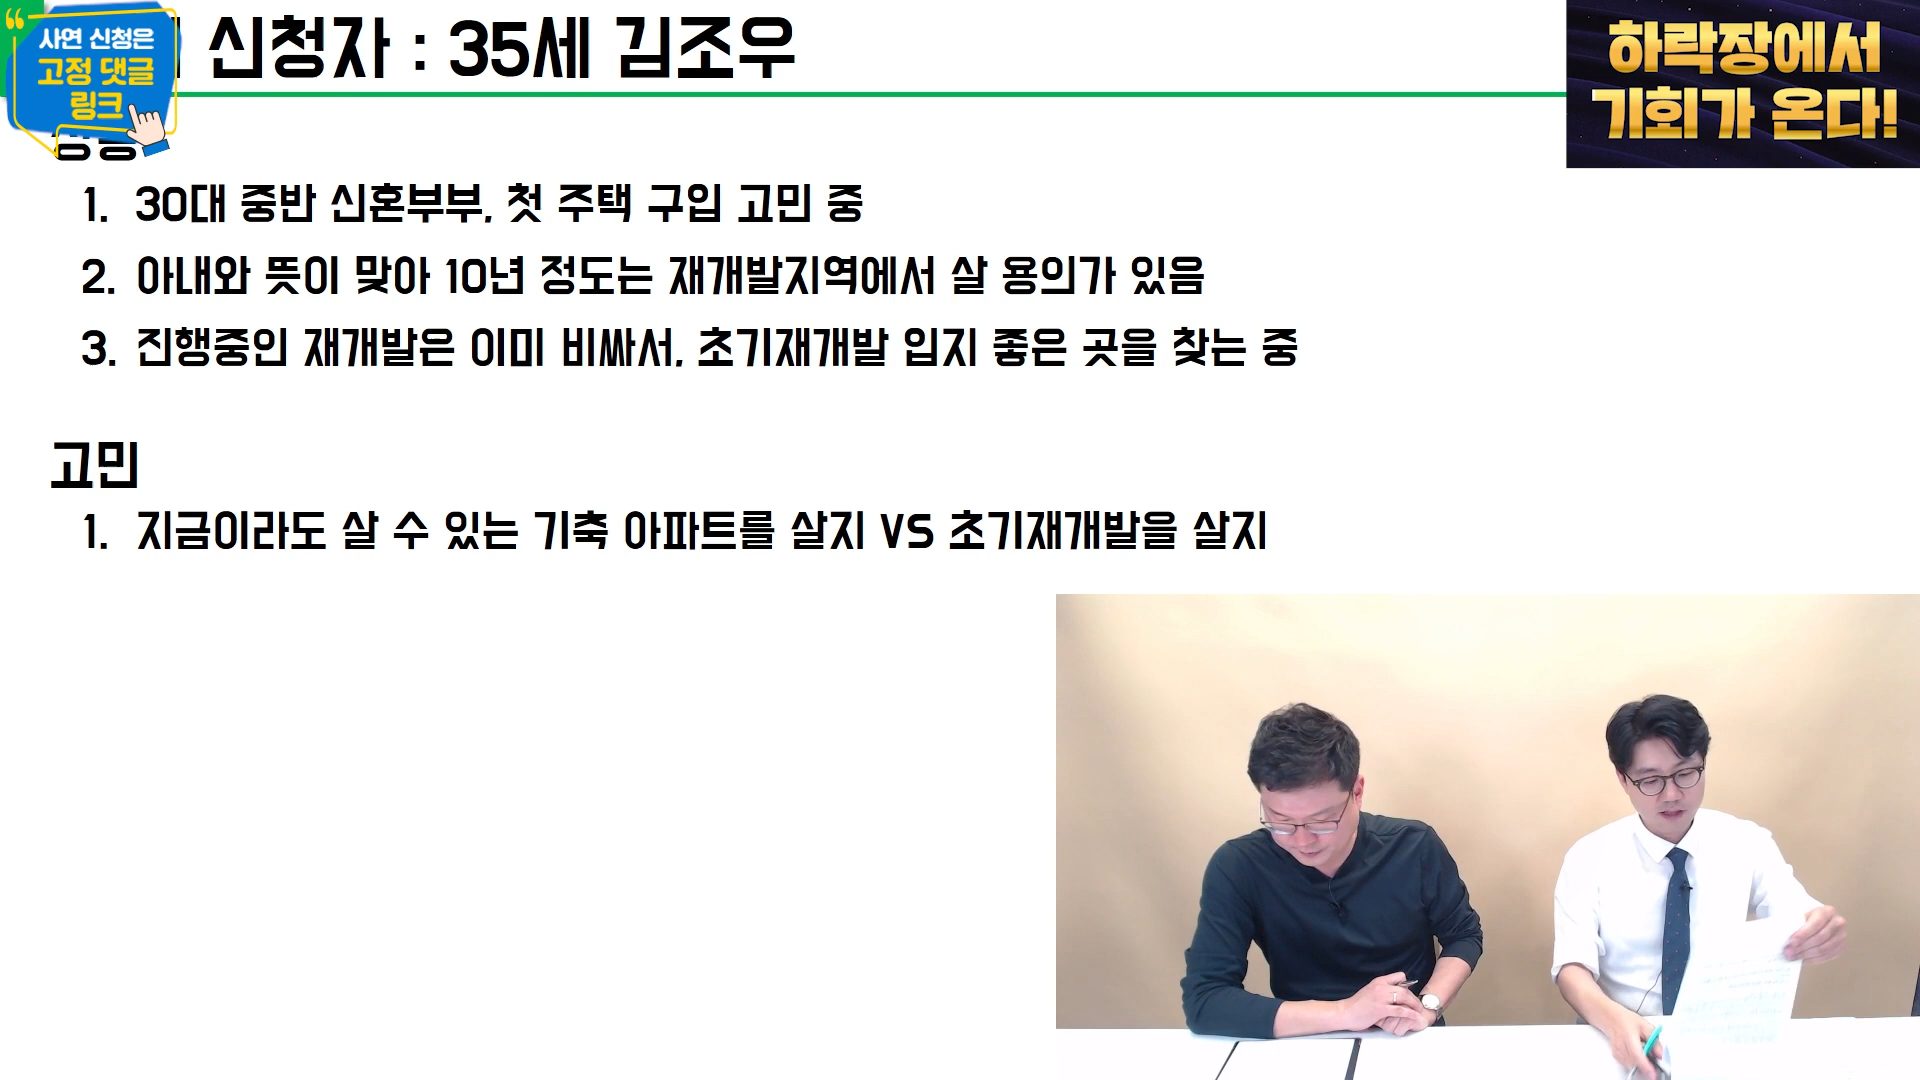 사연 신청은
고정 댓글
링크
신청자 : 35세 김조우
하락장에서
기회가 온다!
1. 30대 중반 신혼부부, 첫 주택 구입 고민 중
2. 아내와 뜻이 맞아 10년 정도는 재개발지역에서 살 용의가 있음
3. 진행중인 재개발은 이미 비싸서, 초기재개발 입지 좋은 곳을 찾는 중
고민
1. 지금이라도 살 수 있는 기축 아파트를 살지 VS 초기재개발을 살지